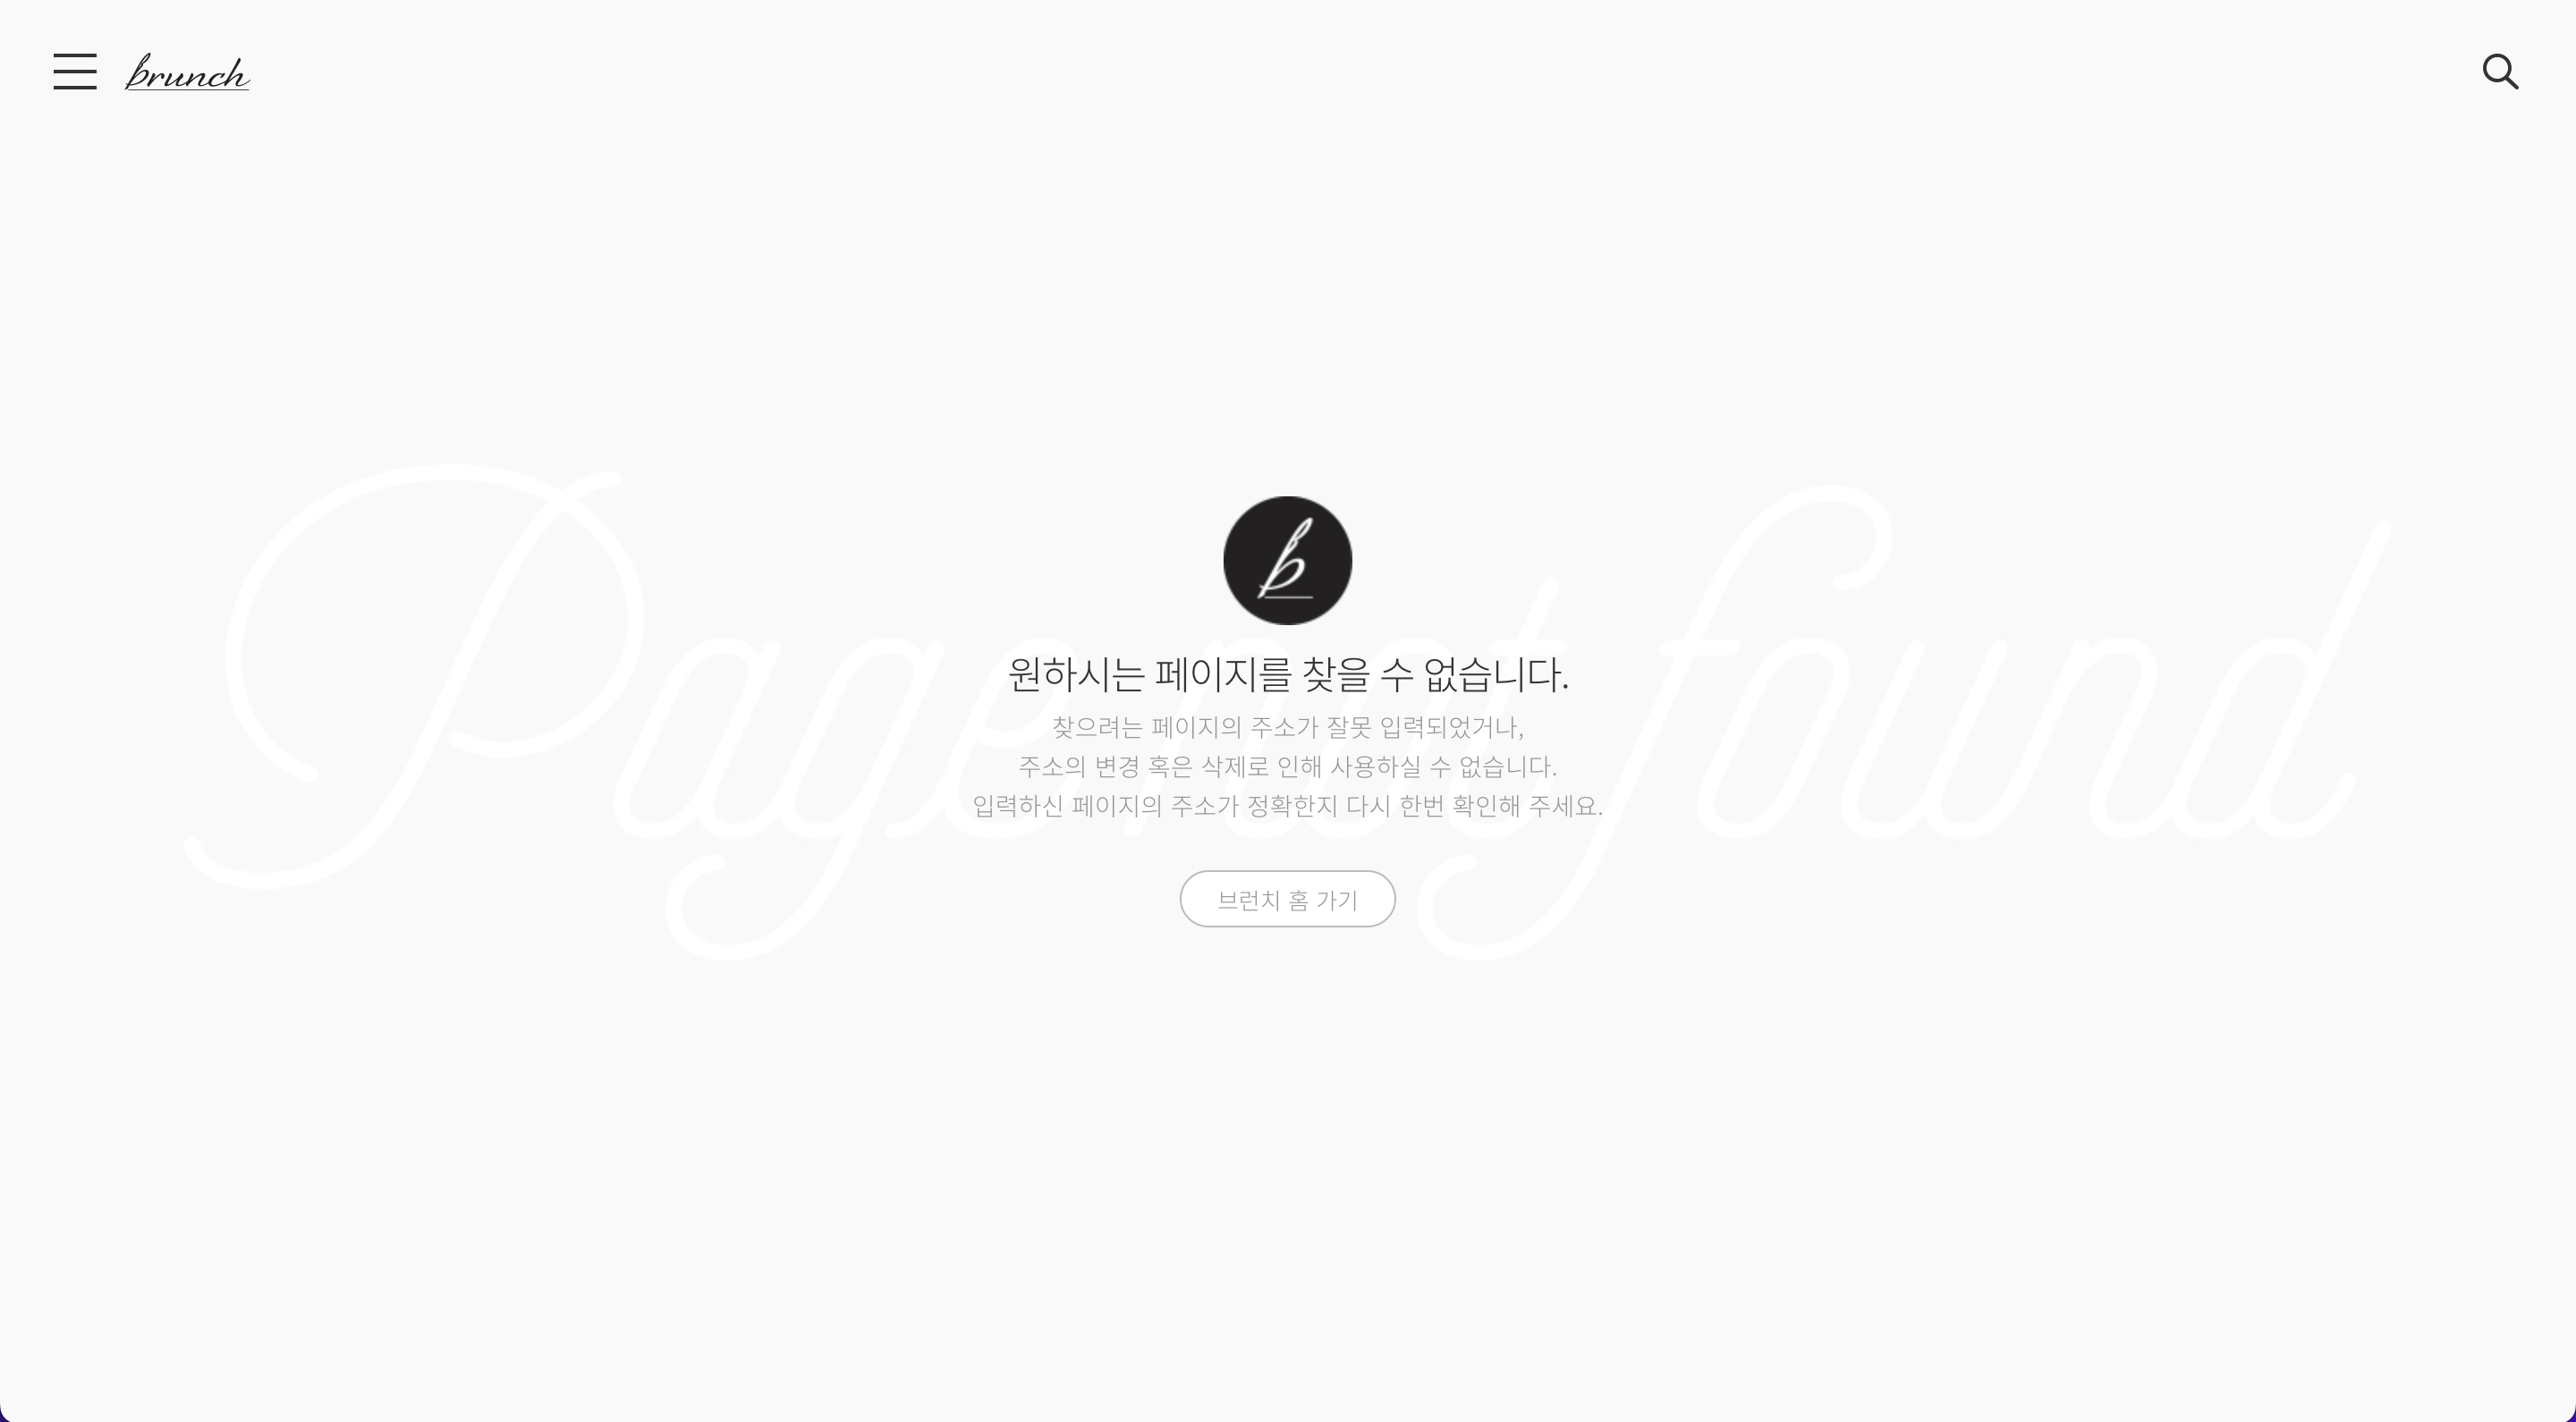 brunch
Page not found
b
원하시는 페이지를 찾을 수 없습니다.
찾으려는 페이지의 주소가 잘못 입력되었거나,
주소의 변경 혹은 삭제로 인해 사용하실 수 없습니다.
입력하신 페이지의 주소가 정확한지 다시 한번 확인해 주세요.
브런치 홈 가기